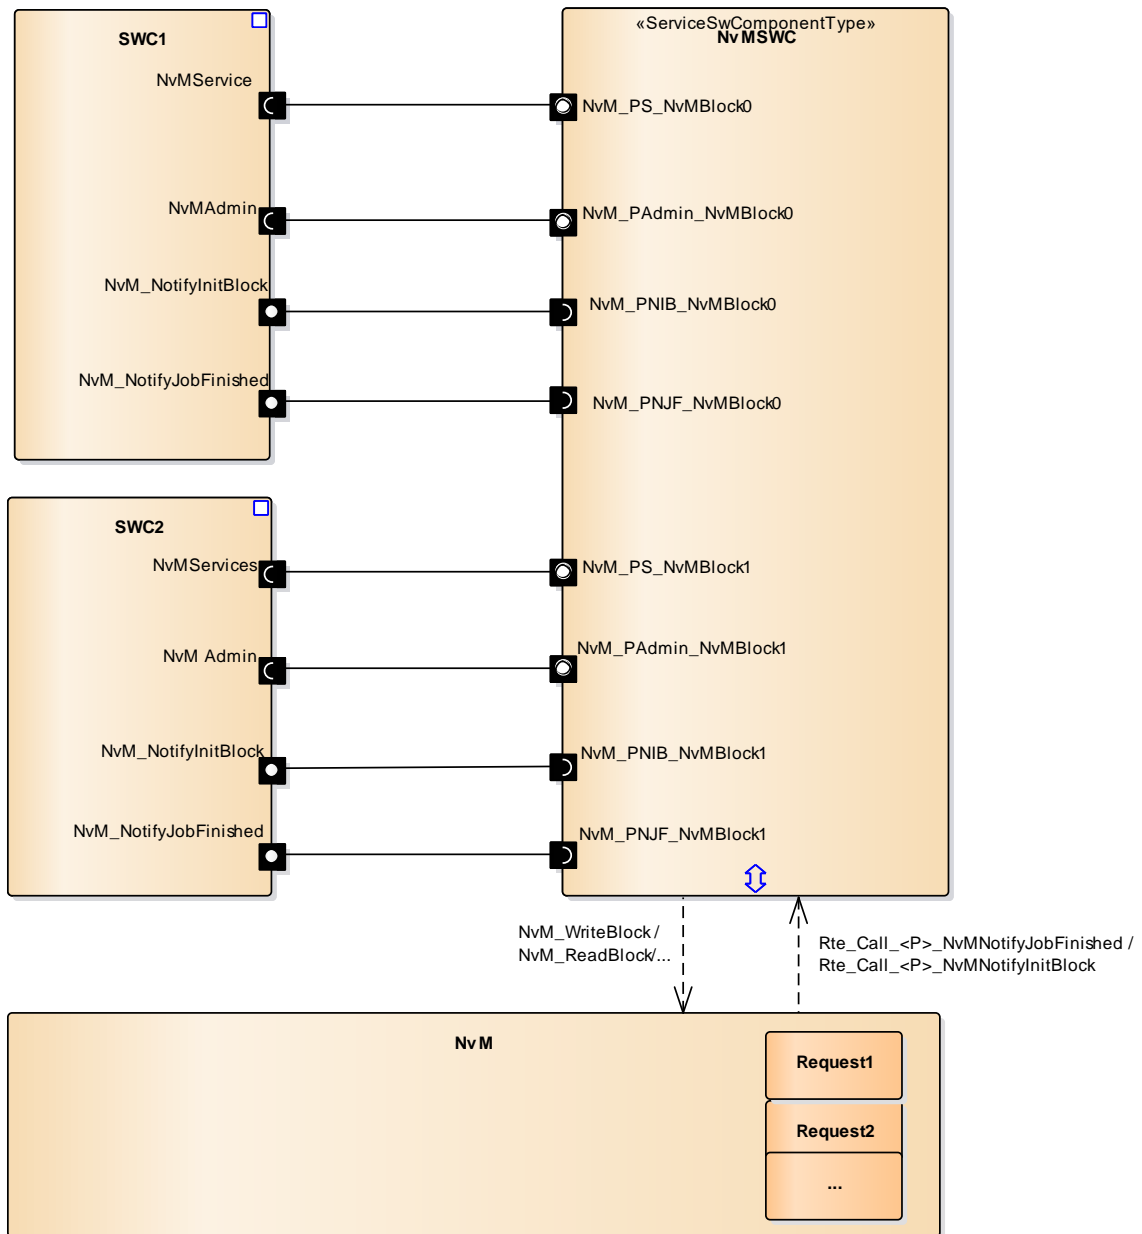 SWC1
NvMService
NvMAdmin
NvM_NotifyInitBlock
NvM_NotifyJobFinished
«ServiceSwComponentType»
NvMSWC
NvM_PS_NvMBlock0
NvM_PAdmin_NvMBlock0
NvM_PNIB_NvMBlock0
NvM_PNJF_NvMBlock0
SWC2
NvMServices
NvM Admin
NvM_NotifyInitBlock
NvM_NotifyJobFinished
NvM_PS_NvMBlock1
NvM_PAdmin_NvMBlock1
NvM_PNIB_NvMBlock1
NvM_PNJF_NvMBlock1
NvM_WriteBlock /
NvM_ReadBlock/...
Rte_Call_<P>_NvMNotifyJobFinished /
Rte_Call_<P>_NvMNotifyInitBlock
NvM
Request1
Request2
...